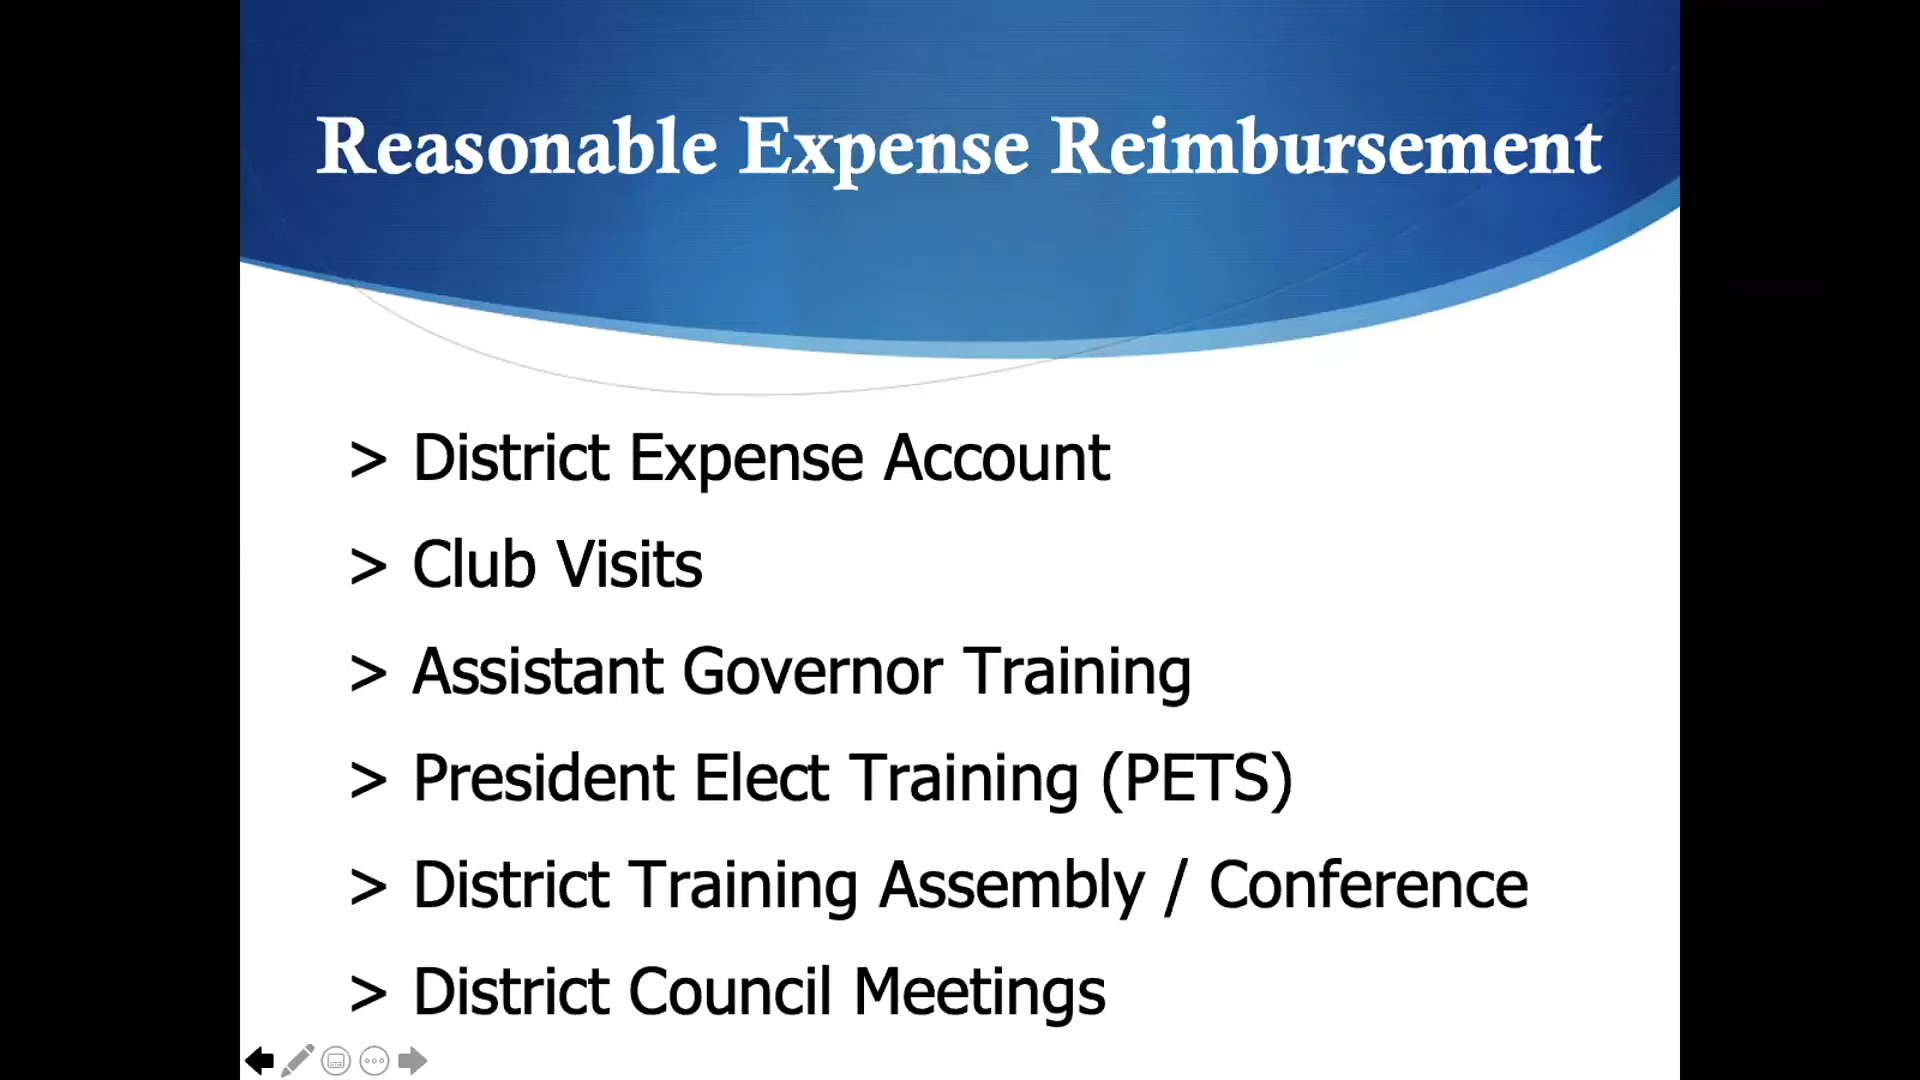 Reasonable Expense Reimbursement
> District Expense Account
> Club Visits
> Assistant Governor Training
> President Elect Training (PETS)
> District Training Assembly / Conference
> District Council Meetings